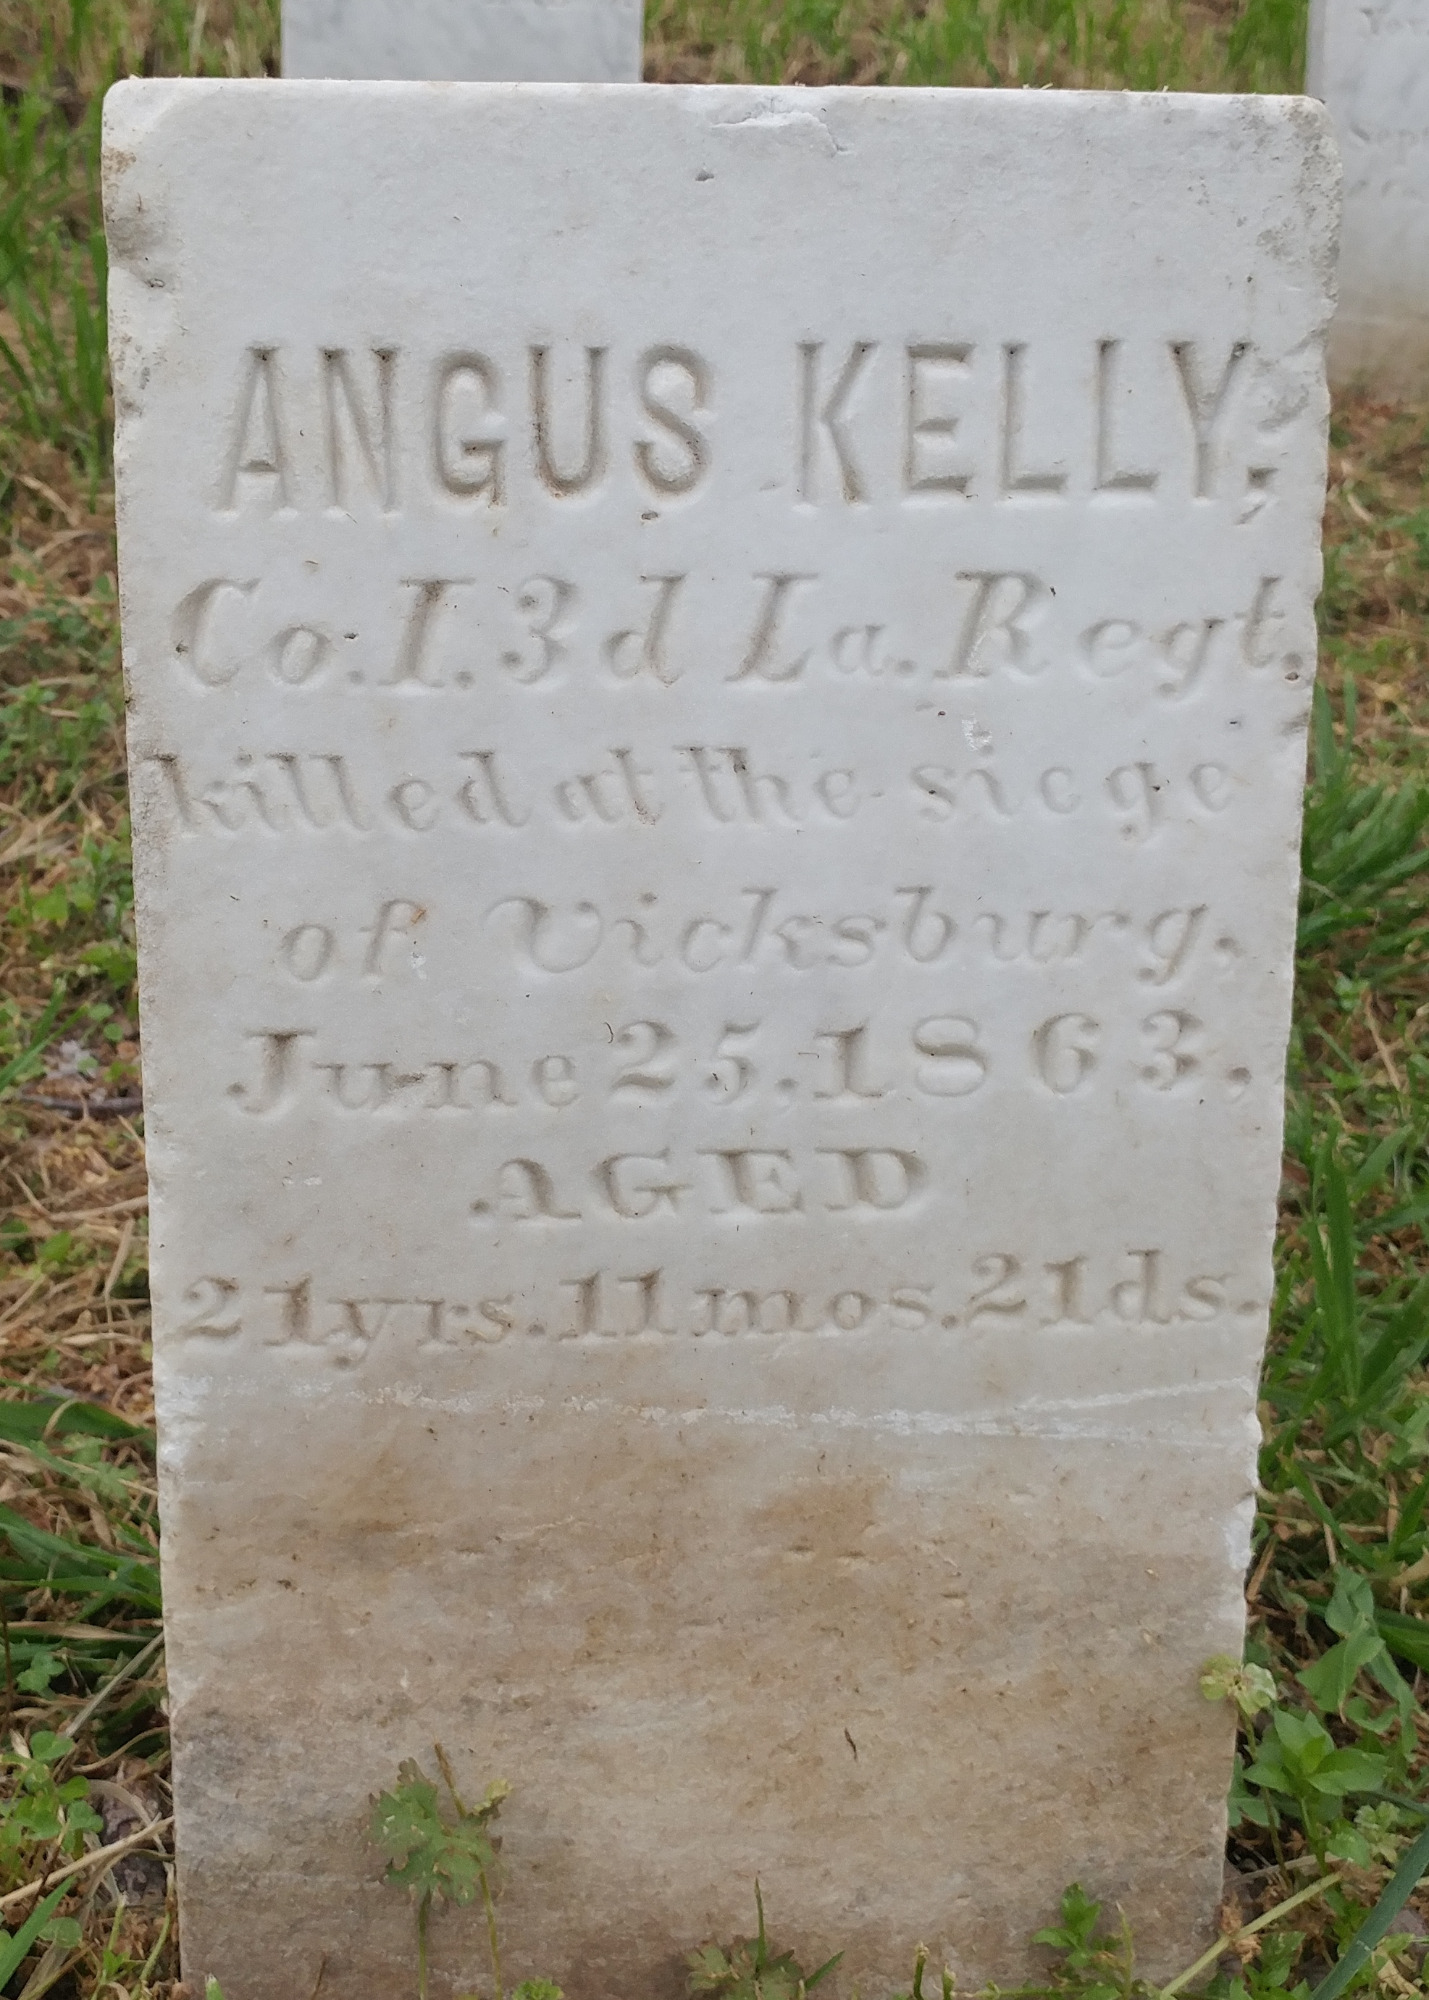 ANGUS KELLY;
Co. I. 3d La. Regt.
killed at the siege
of Vicksburg,
June 25, 1863,
AGED
21 yrs. 11 mos. 21 ds.
Sept